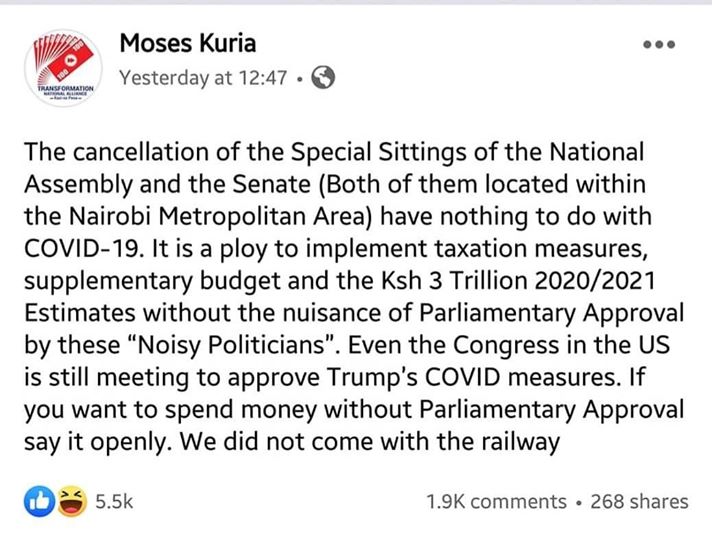 Moses Kuria
Yesterday at 12:47 •
TRANSFORMATION
NATIONAL ALLIANCE
100
100
The cancellation of the Special Sittings of the National
Assembly and the Senate (Both of them located within
the Nairobi Metropolitan Area) have nothing to do with
COVID-19. It is a ploy to implement taxation measures,
supplementary budget and the Ksh 3 Trillion 2020/2021
Estimates without the nuisance of Parliamentary Approval
by these “Noisy Politicians”. Even the Congress in the US
is still meeting to approve Trump’s COVID measures. If
you want to spend money without Parliamentary Approval
say it openly. We did not come with the railway
5.5k
1.9K comments • 268 shares